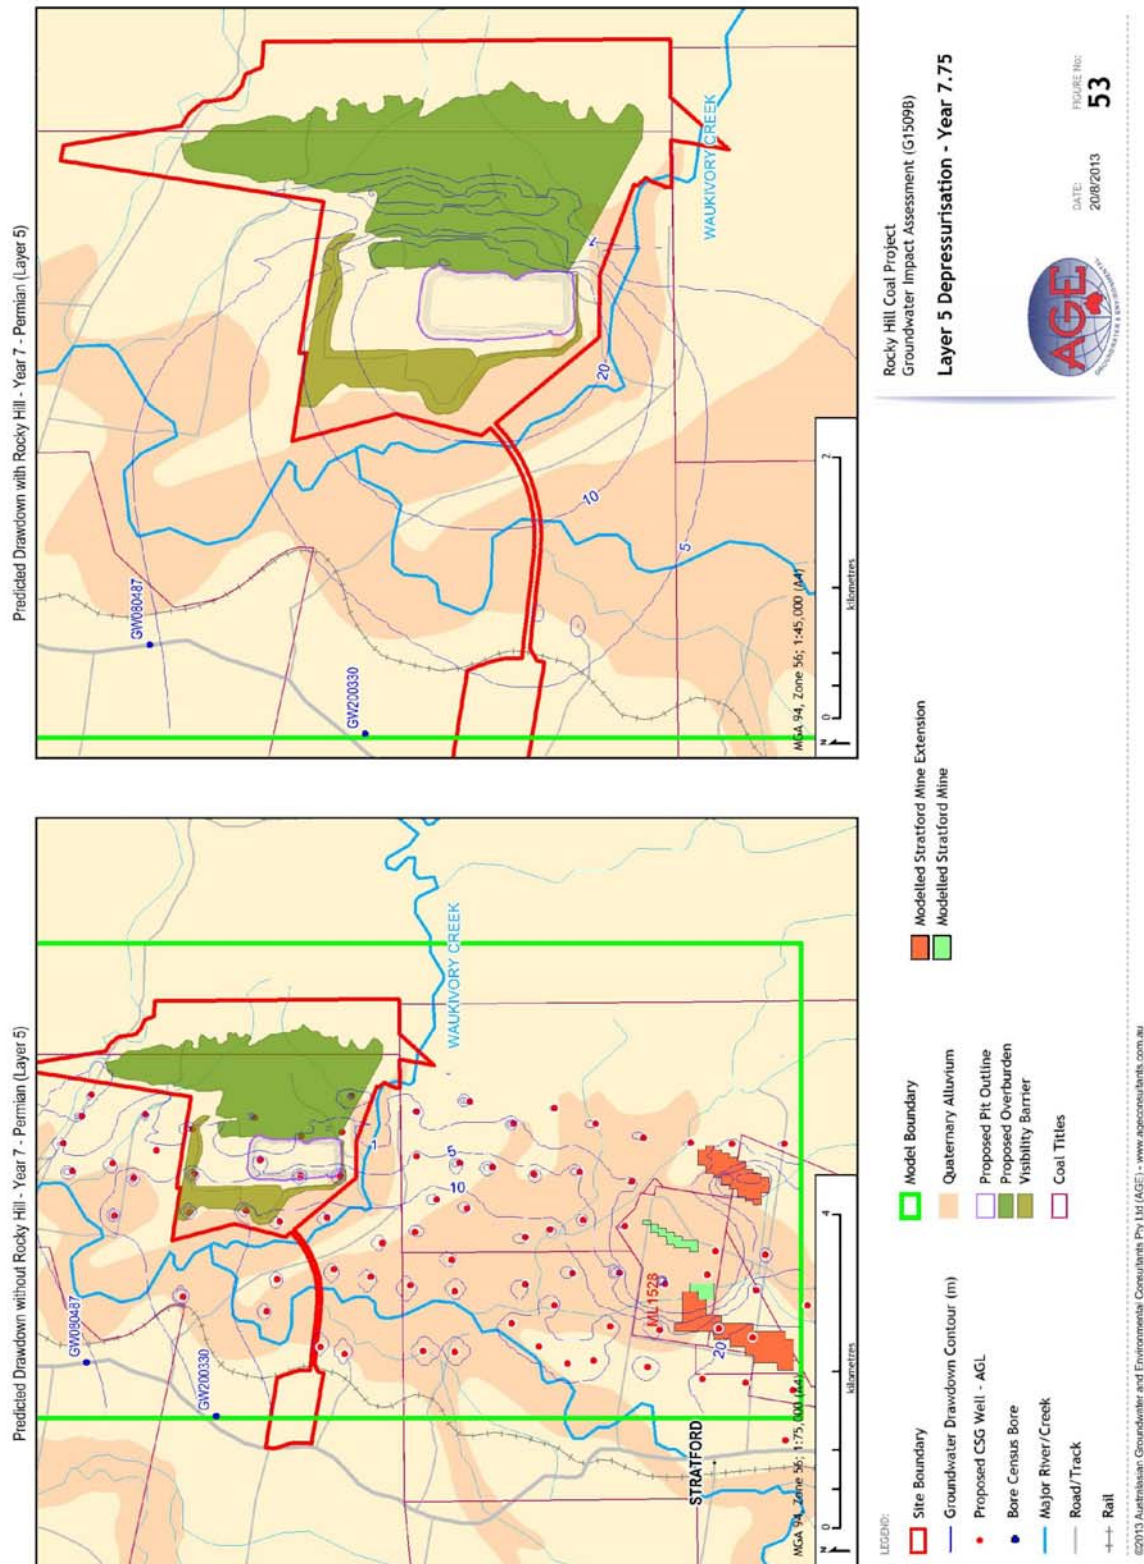 Predicted Drawdown without Rocky Hill - Year 7 - Permian (Layer 5)
GW080487
GW200330
WAUKIVORY CREEK
1
5
10
ML1528
20
STRATFORD
MGA 94, Zone 56; 1:75,000 (A4)
N
0
4
kilometres
Predicted Drawdown with Rocky Hill - Year 7 - Permian (Layer 5)
GW080487
GW200330
WAUKIVORY CREEK
20
10
5
MGA 94, Zone 56; 1:45,000 (A4)
N
0
2
kilometres
LEGEND:
Site Boundary
Groundwater Drawdown Contour (m)
Proposed CSG Well - AGL
Bore Census Bore
Major River/Creek
Road/Track
Rail
Model Boundary
Quaternary Alluvium
Proposed Pit Outline
Proposed Overburden
Visibility Barrier
Coal Titles
Modelled Stratford Mine Extension
Modelled Stratford Mine
Rocky Hill Coal Project
Groundwater Impact Assessment (G1509B)
Layer 5 Depressurisation - Year 7.75
AGE
DATE:
20/8/2013
FIGURE No:
53
©2013 Australasian Groundwater and Environmental Consultants Pty Ltd (AGE) - www.ageconsultants.com.au